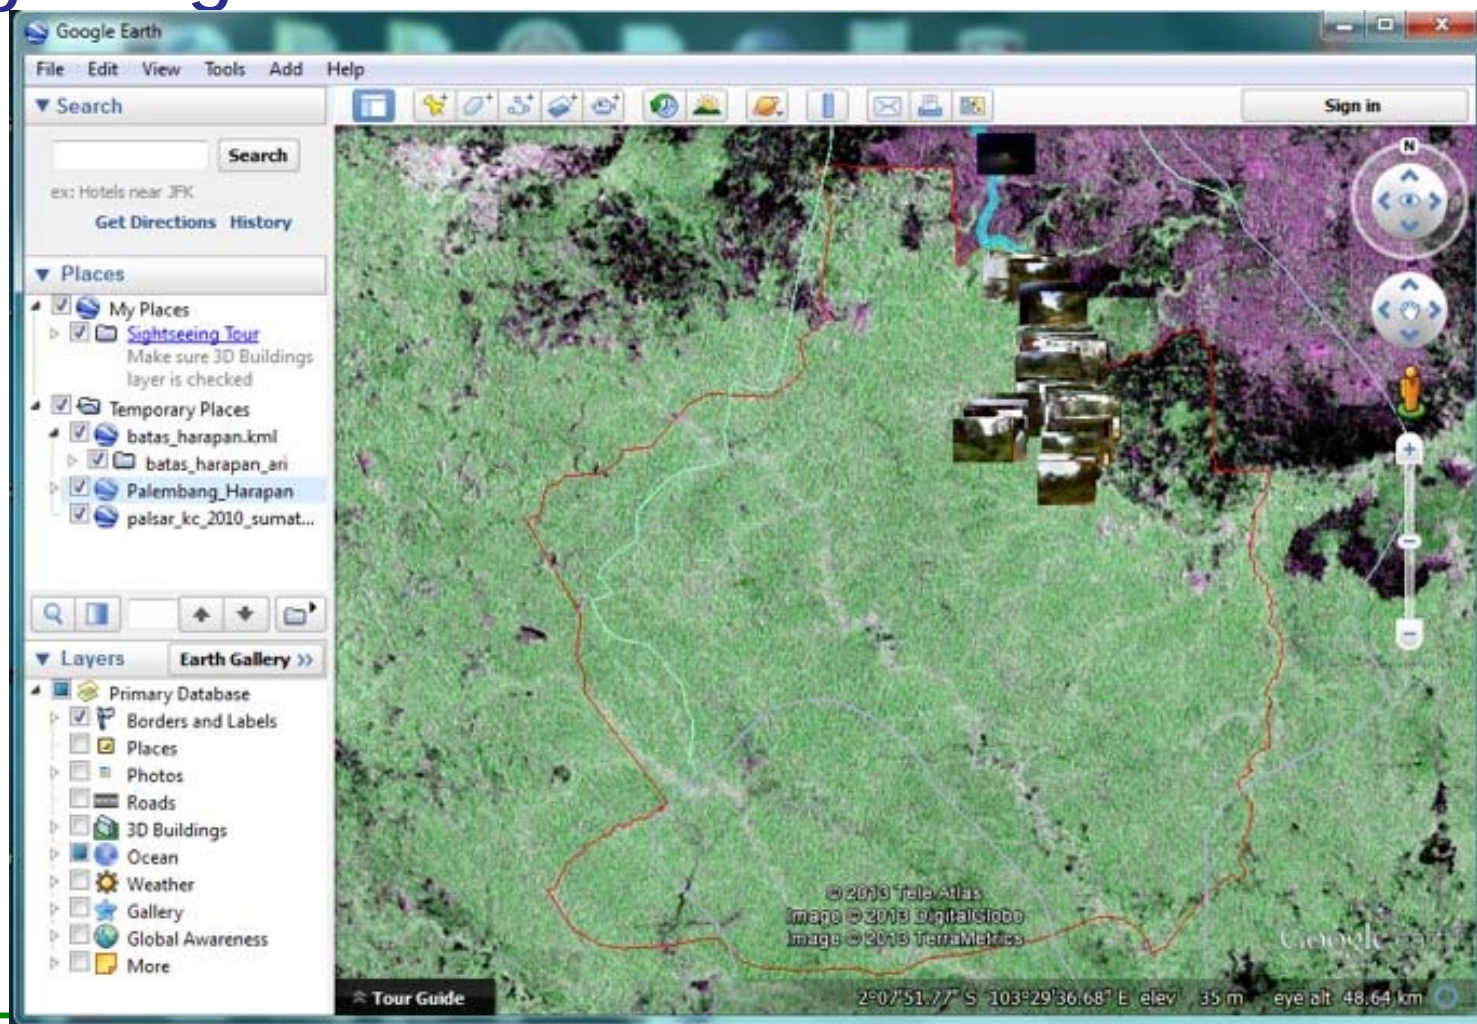 Google Earth
File Edit View Tools Add Help
Search
Sign in
Search
ex: Hotels near JFK
Get Directions History
Places
My Places
Sightseeing Tour
Make sure 3D Buildings
layer is checked
Temporary Places
batas_harapan.kml
batas_harapan_ari
Palembang_Harapan
palsar_kc_2010_sumat...
Layers
Earth Gallery >>
Primary Database
Borders and Labels
Places
Photos
Roads
3D Buildings
Ocean
Weather
Gallery
Global Awareness
More
N
© 2013 Tele Atlas
Image © 2013 DigitalGlobe
Image © 2013 TerraMetrics
Google earth
Tour Guide
2°07'51.77" S 103°29'36.68" E elev 35 m eye alt 48.64 km